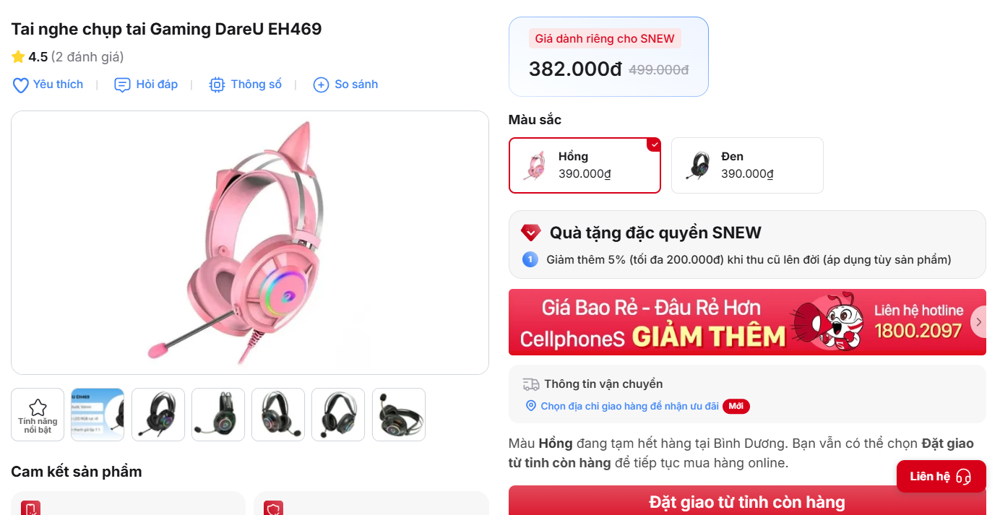 Tai nghe chụp tai Gaming DareU EH469
4.5 (2 đánh giá)
Yêu thích
Hỏi đáp
Thông số
So sánh
Tính năng
nổi bật
U EH469
50mm
LED RGB
Cam kết sản phẩm
Giá dành riêng cho SNEW
382.000đ 499.000đ
Màu sắc
Hồng
390.000₫
Đen
390.000₫
Quà tặng đặc quyền SNEW
1 Giảm thêm 5% (tối đa 200.000đ) khi thu cũ lên đời (áp dụng tùy sản phẩm)
Giá Bao Rẻ - Đâu Rẻ Hơn
CellphoneS GIẢM THÊM
Liên hệ hotline
1800.2097
Thông tin vận chuyển
Chọn địa chỉ giao hàng để nhận ưu đãi Mới
Màu Hồng đang tạm hết hàng tại Bình Dương. Bạn vẫn có thể chọn Đặt giao
từ tỉnh còn hàng để tiếp tục mua hàng online.
Liên hệ
Đặt giao từ tỉnh còn hàng